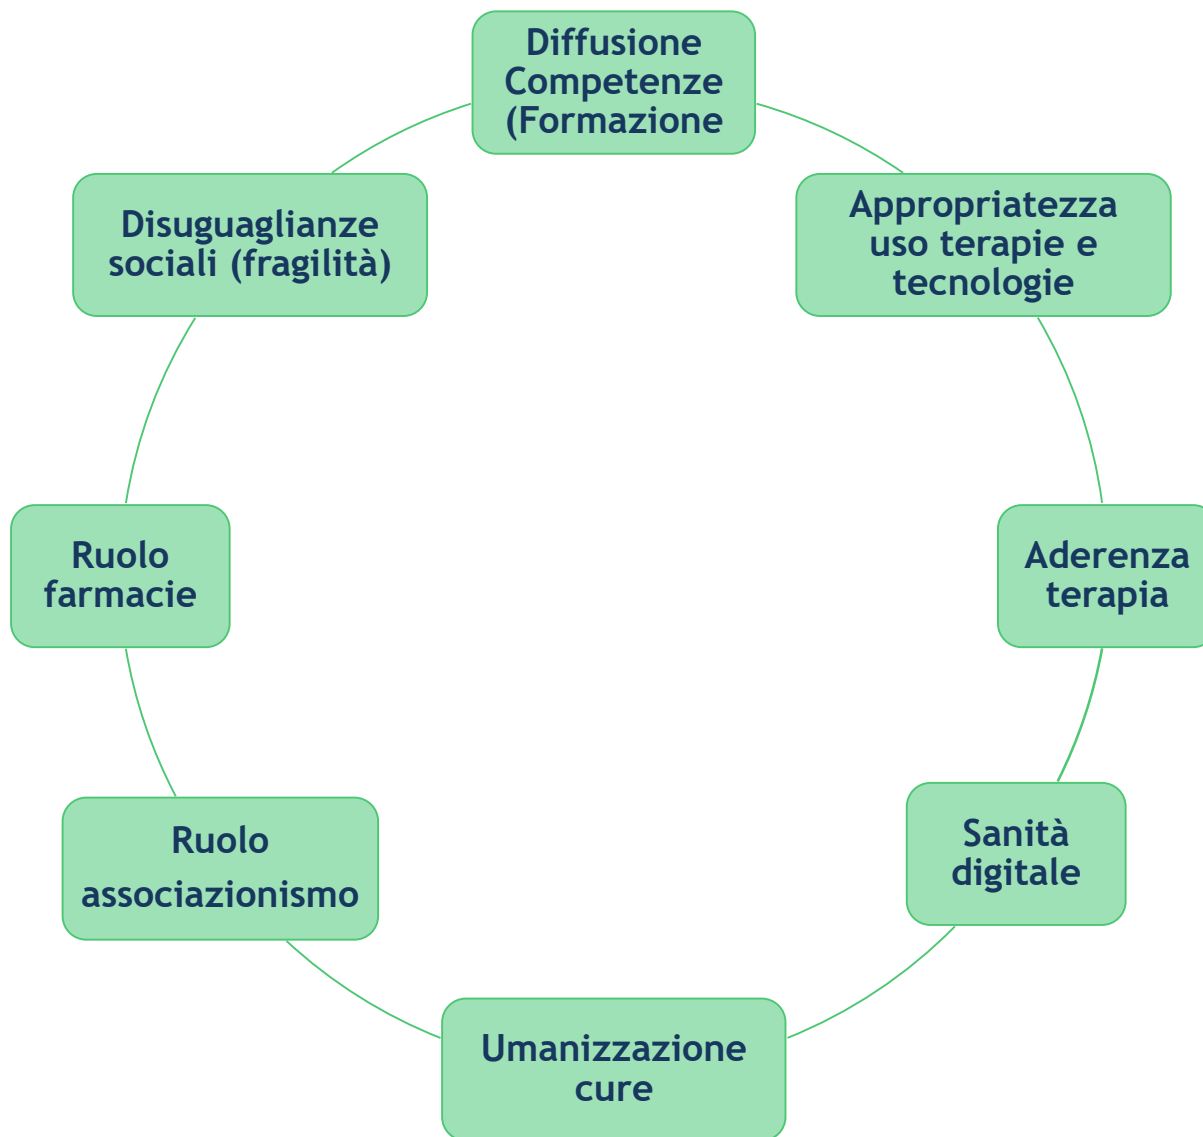 Diffusione
Competenze
(Formazione
Appropriatezza
uso terapie e
tecnologie
Aderenza
terapia
Sanità
digitale
Umanizzazione
cure
Ruolo
associazionismo
Ruolo
farmacie
Disuguaglianze
sociali (fragilità)